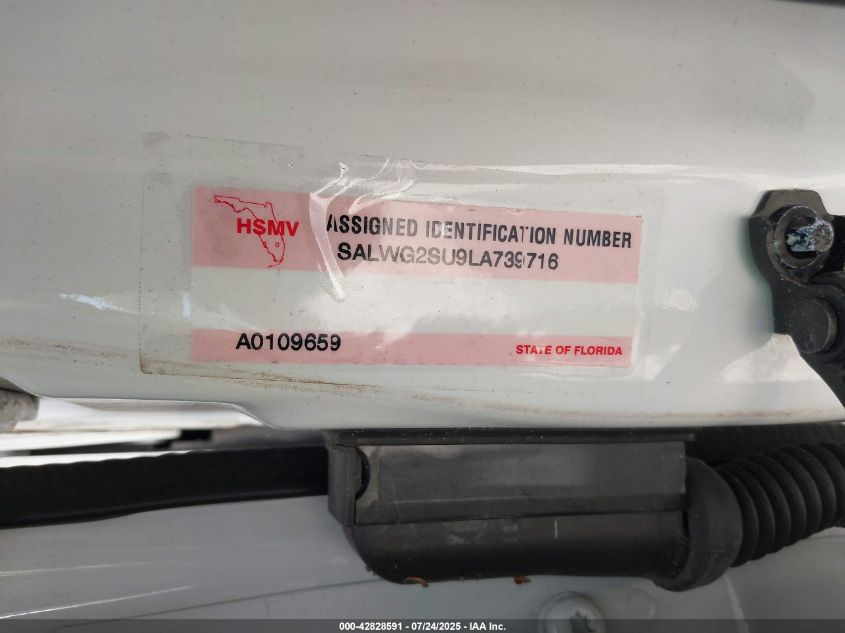 HSMV
ASSIGNED IDENTIFICATION NUMBER
SALWG2SU9LA739716
A0109659
STATE OF FLORIDA
000-42828591 - 07/24/2025 - IAA Inc.